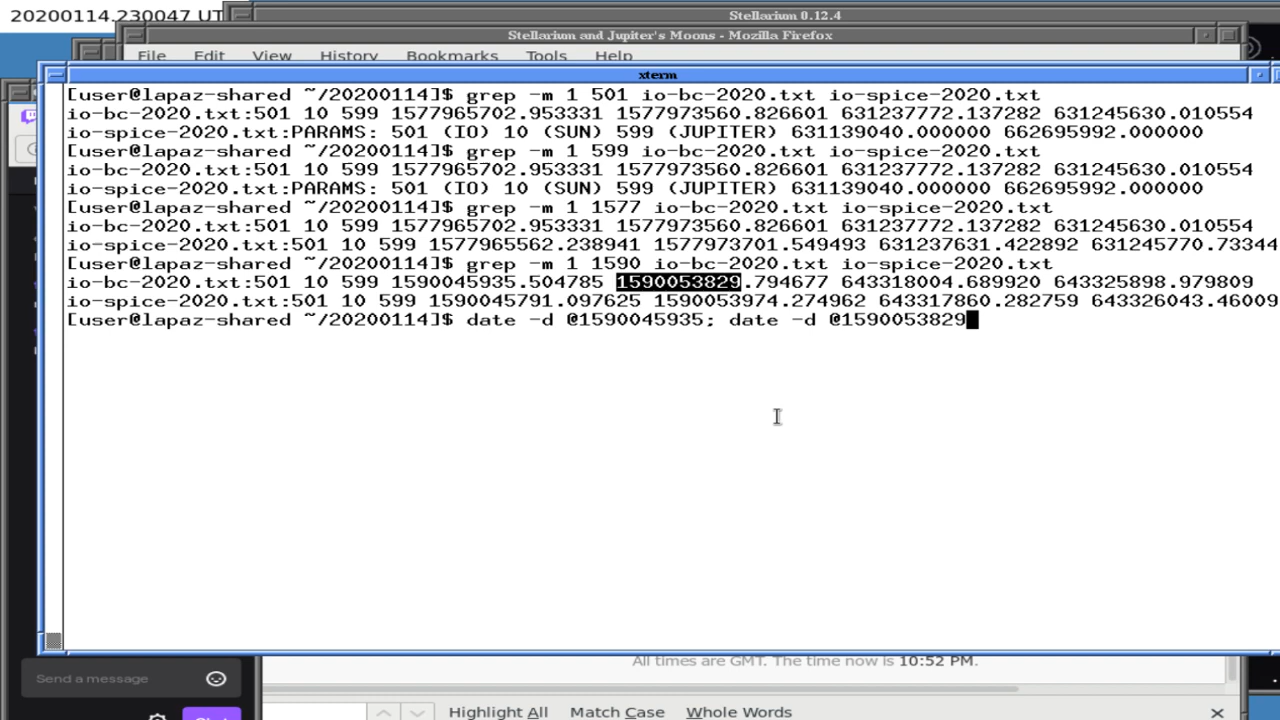 20200114.230047 UT
Stellarium 0.12.4
Stellarium and Jupiter's Moons - Mozilla Firefox
File Edit View History Bookmarks Tools Help
xterm
[user@lapaz-shared ~/20200114]$ grep -m 1 501 io-bc-2020.txt io-spice-2020.txt
io-bc-2020.txt:501 10 599 1577965702.953331 1577973560.826601 631237772.137282 631245630.010554
io-spice-2020.txt:PARAMS: 501 (IO) 10 (SUN) 599 (JUPITER) 631139040.000000 662695992.000000
[user@lapaz-shared ~/20200114]$ grep -m 1 599 io-bc-2020.txt io-spice-2020.txt
io-bc-2020.txt:501 10 599 1577965702.953331 1577973560.826601 631237772.137282 631245630.010554
io-spice-2020.txt:PARAMS: 501 (IO) 10 (SUN) 599 (JUPITER) 631139040.000000 662695992.000000
[user@lapaz-shared ~/20200114]$ grep -m 1 1577 io-bc-2020.txt io-spice-2020.txt
io-bc-2020.txt:501 10 599 1577965702.953331 1577973560.826601 631237772.137282 631245630.010554
io-spice-2020.txt:501 10 599 1577965562.238941 1577973701.549493 631237631.422892 631245770.73344
[user@lapaz-shared ~/20200114]$ grep -m 1 1590 io-bc-2020.txt io-spice-2020.txt
io-bc-2020.txt:501 10 599 1590045935.504785 1590053829.794677 643318004.689920 643325898.979809
io-spice-2020.txt:501 10 599 1590045791.097625 1590053974.274962 643317860.282759 643326043.46009
[user@lapaz-shared ~/20200114]$ date -d @1590045935; date -d @1590053829
All times are GMT. The time now is 10:52 PM.
Send a message
Highlight All Match Case Whole Words